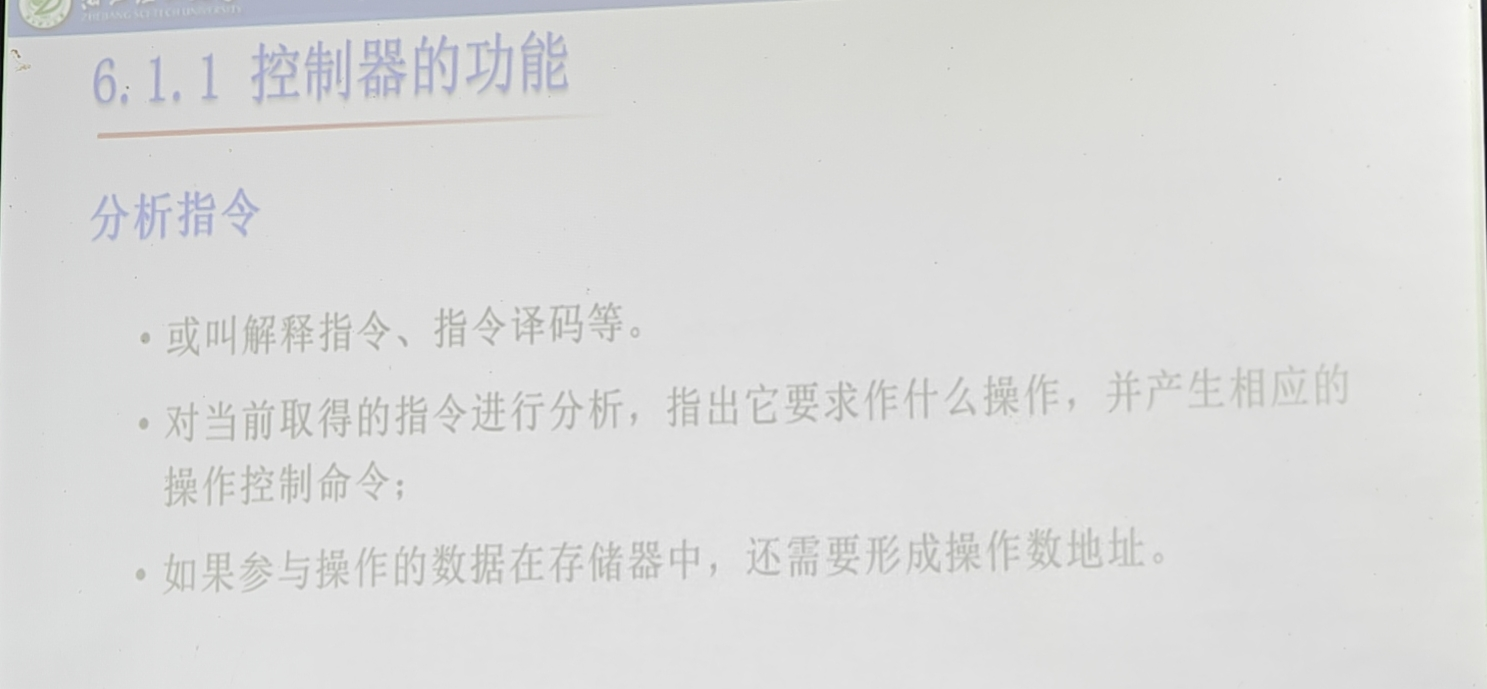 ZHEJIANG SCI-TECH UNIVERSITY
6.1.1 控制器的功能
分析指令
•或叫解释指令、指令译码等。
•对当前取得的指令进行分析，指出它要求作什么操作，并产生相应的
操作控制命令；
•如果参与操作的数据在存储器中，还需要形成操作数地址。